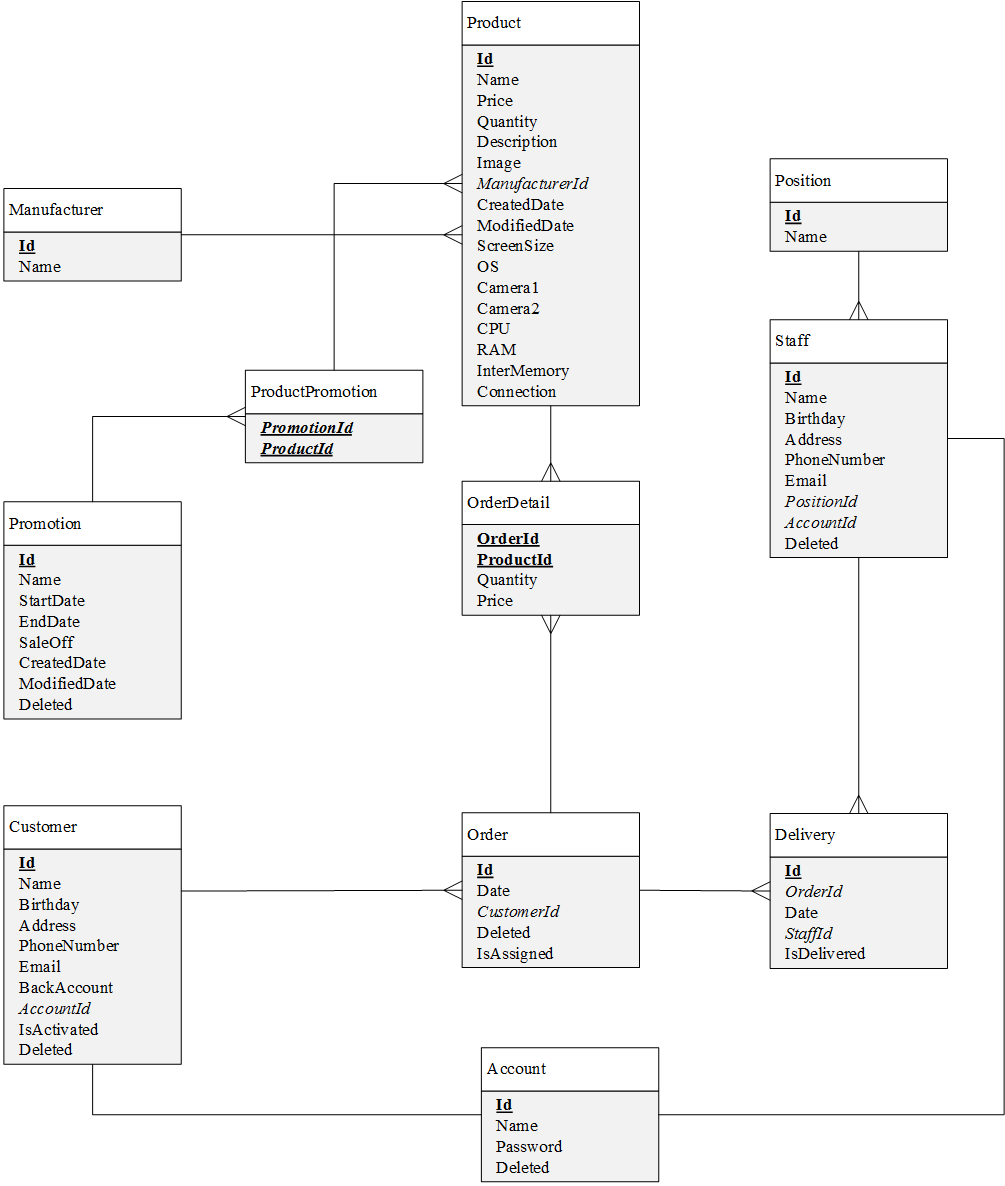 Product
Id
Name
Price
Quantity
Description
Image
ManufacturerId
CreatedDate
ModifiedDate
ScreenSize
OS
Camera1
Camera2
CPU
RAM
InterMemory
Connection
Manufacturer
Id
Name
Position
Id
Name
Staff
Id
Name
Birthday
Address
PhoneNumber
Email
PositionId
AccountId
Deleted
ProductPromotion
PromotionId
ProductId
OrderDetail
OrderId
ProductId
Quantity
Price
Promotion
Id
Name
StartDate
EndDate
SaleOff
CreatedDate
ModifiedDate
Deleted
Customer
Id
Name
Birthday
Address
PhoneNumber
Email
BackAccount
AccountId
IsActivated
Deleted
Order
Id
Date
CustomerId
Deleted
IsAssigned
Delivery
Id
OrderId
Date
StaffId
IsDelivered
Account
Id
Name
Password
Deleted